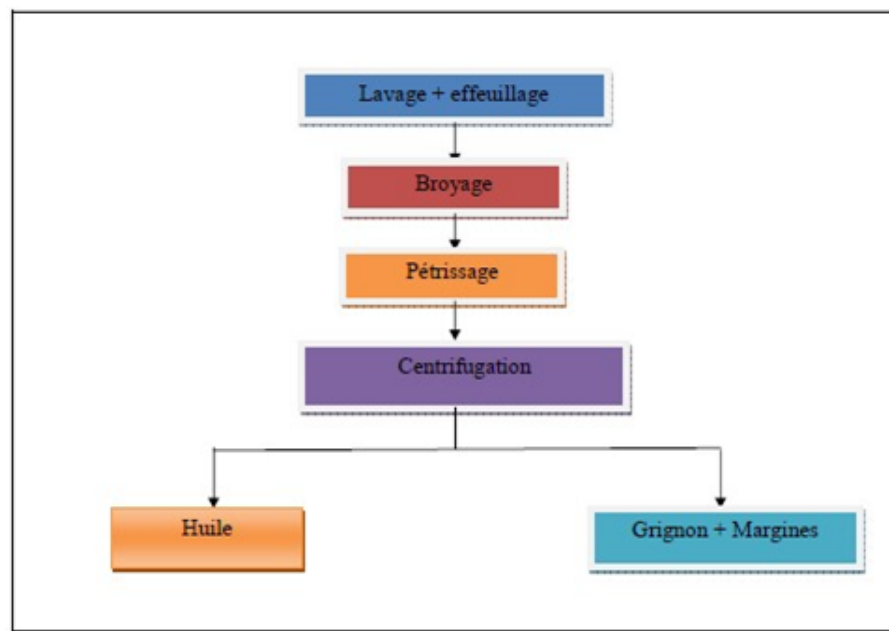 Lavage + effeuillage
Broyage
Pétrissage
Centrifugation
Huile
Grignon + Margines